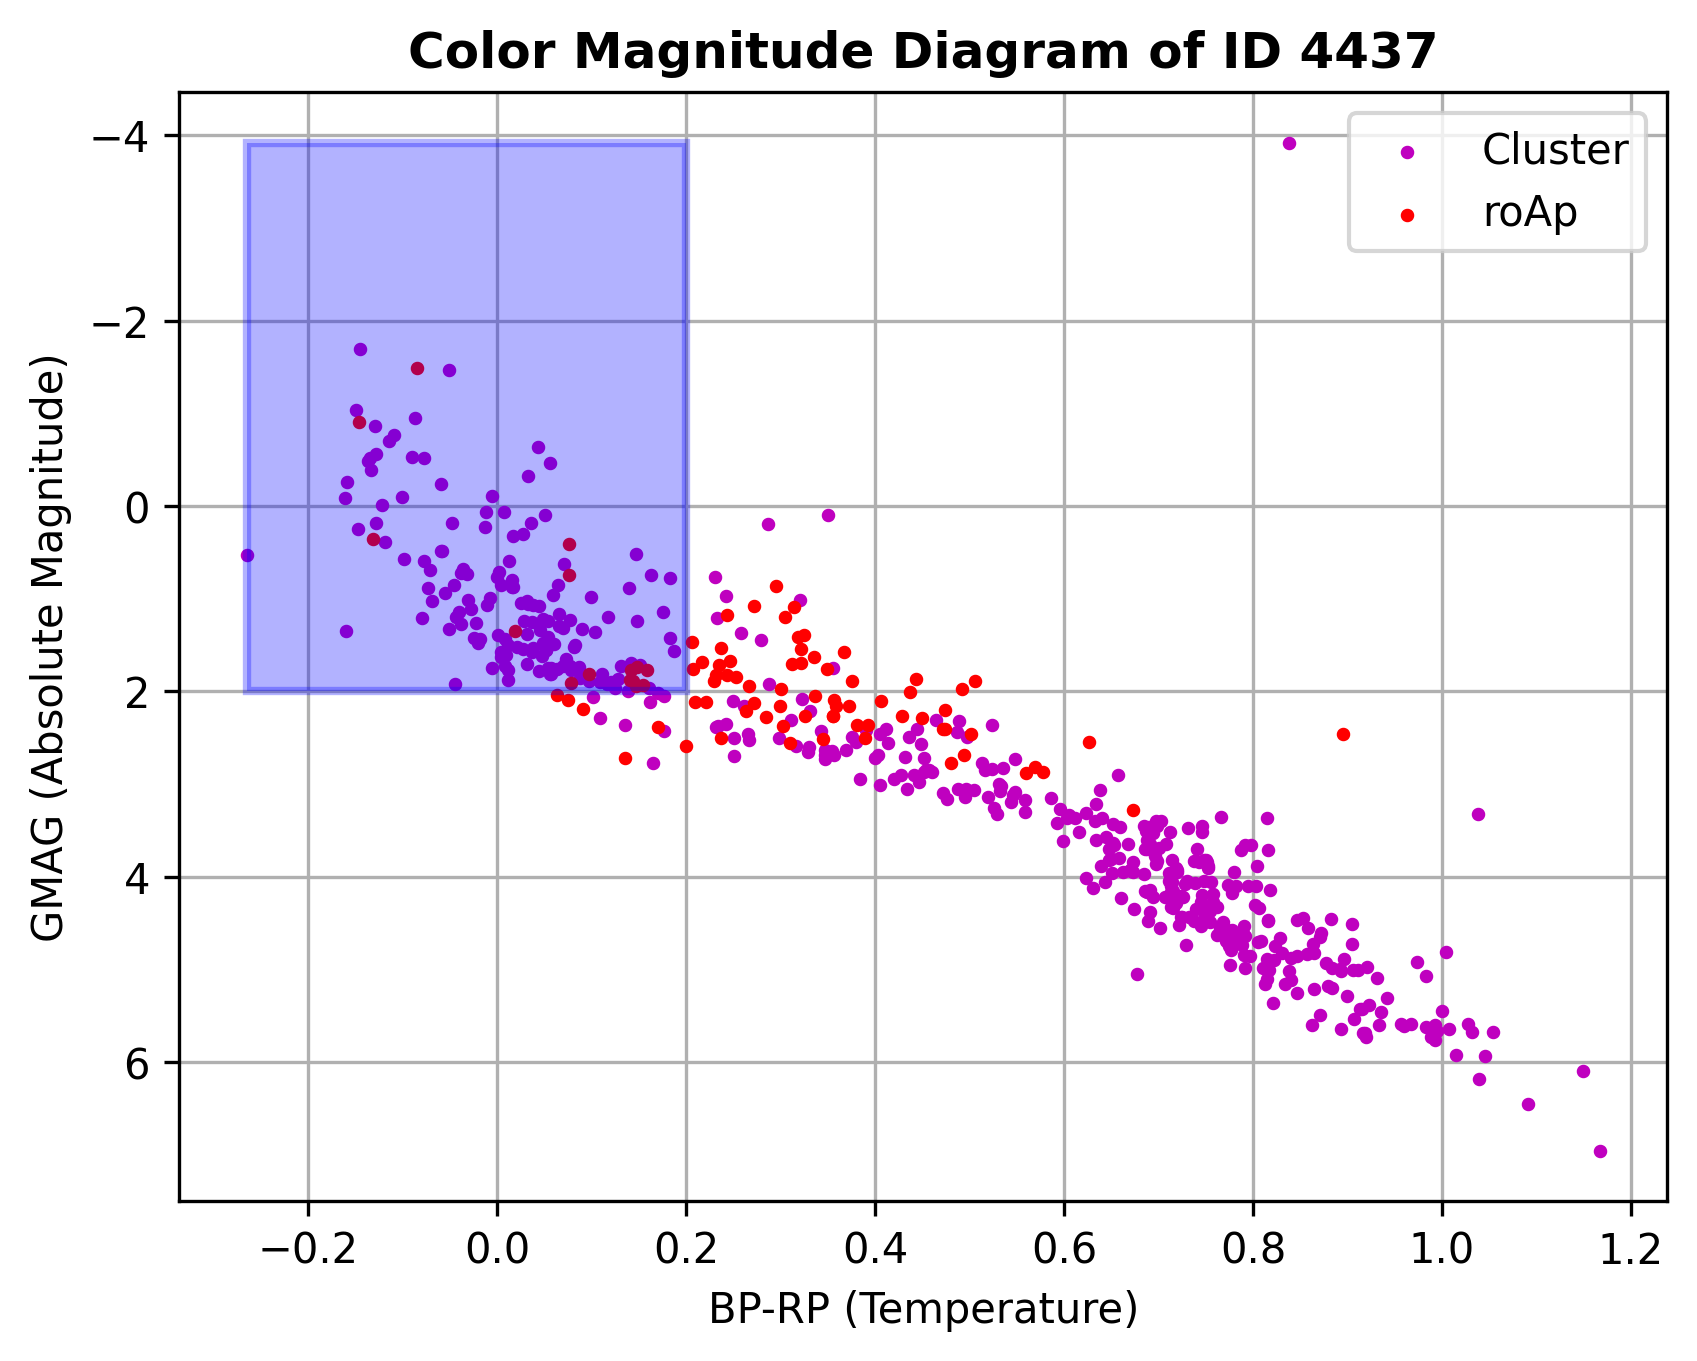 Color Magnitude Diagram of ID 4437
Cluster
roAp
GMAG (Absolute Magnitude)
−4
−2
0
2
4
6
−0.2 0.0 0.2 0.4 0.6 0.8 1.0 1.2
BP-RP (Temperature)